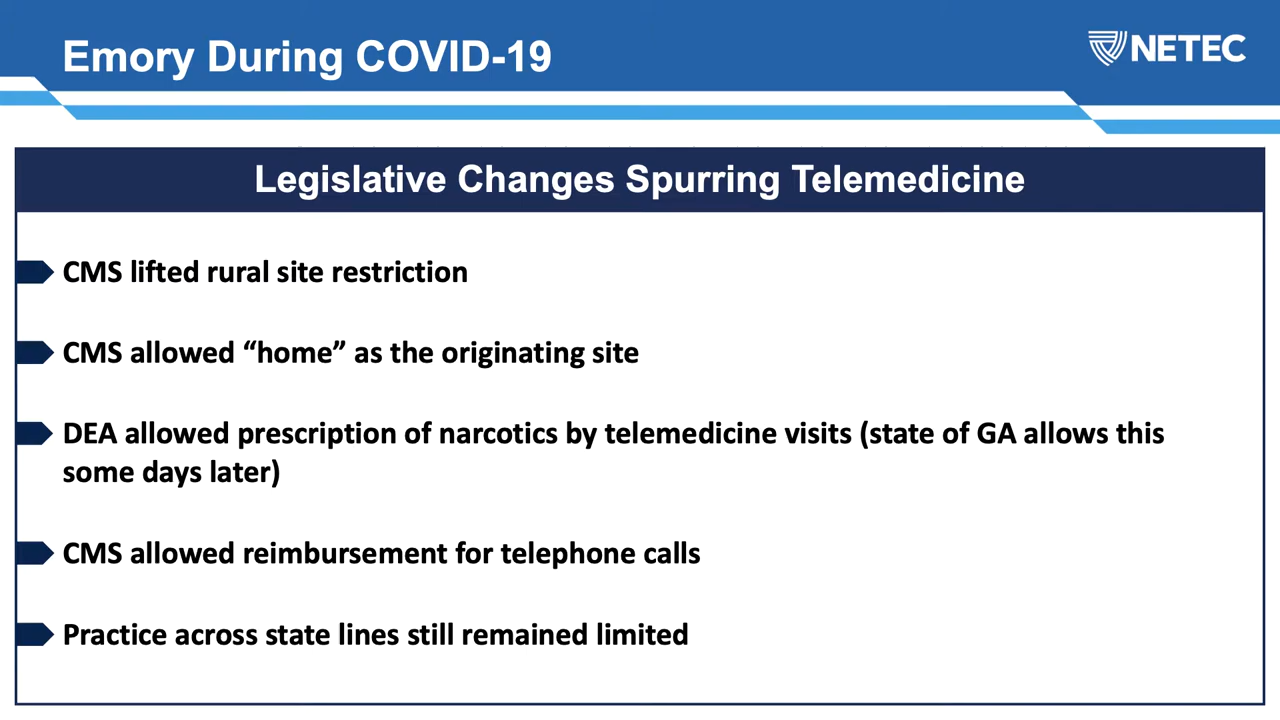 Emory During COVID-19
NETEC
Legislative Changes Spurring Telemedicine
CMS lifted rural site restriction
CMS allowed “home” as the originating site
DEA allowed prescription of narcotics by telemedicine visits (state of GA allows this
some days later)
CMS allowed reimbursement for telephone calls
Practice across state lines still remained limited